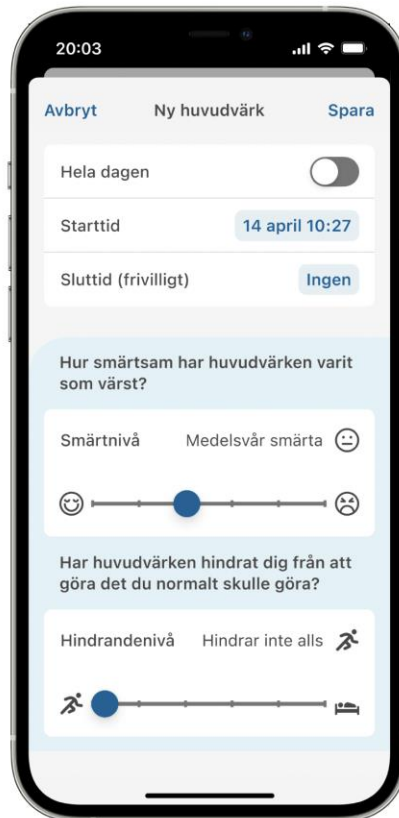 20:03
Avbryt Ny huvudvärk Spara
Hela dagen
Starttid 14 april 10:27
Sluttid (frivilligt) Ingen
Hur smärtsam har huvudvärken varit
som värst?
Smärtnivå Medelsvår smärta
Har huvudvärken hindrat dig från att
göra det du normalt skulle göra?
Hindrandenivå Hindrar inte alls